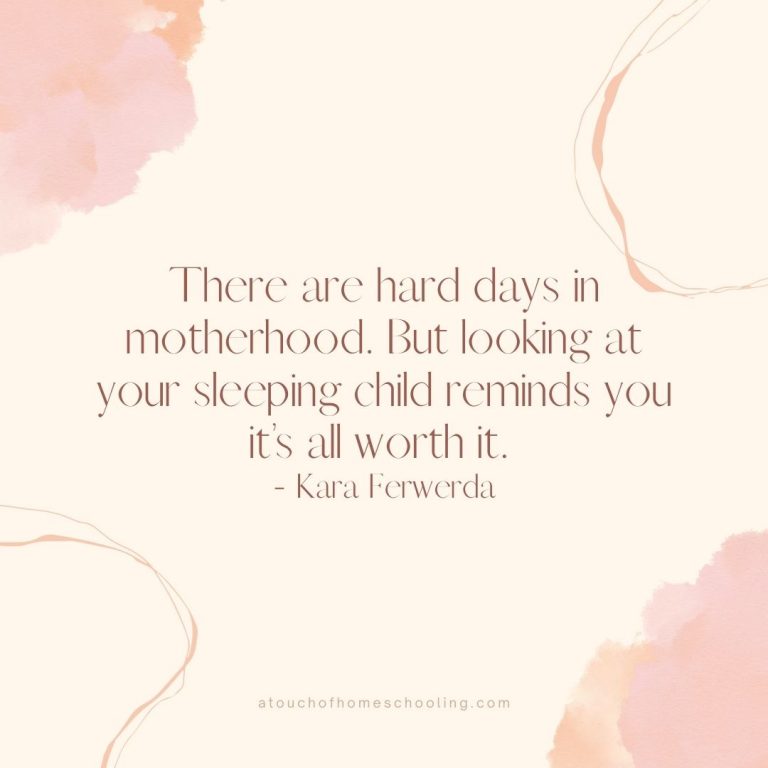 There are hard days in
motherhood. But looking at
your sleeping child reminds you
it's all worth it.
- Kara Ferwerda
atouchofhomeschooling.com